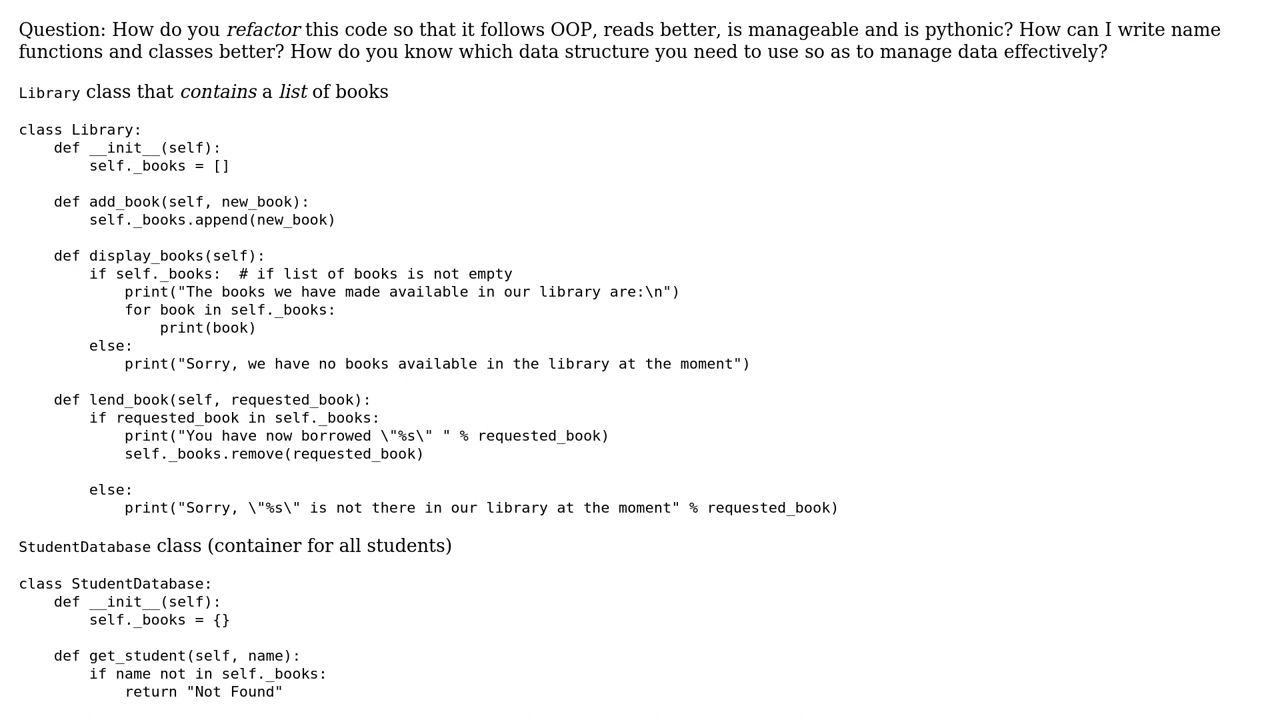 Question: How do you refactor this code so that it follows OOP, reads better, is manageable and is pythonic? How can I write name
functions and classes better? How do you know which data structure you need to use so as to manage data effectively?
Library class that contains a list of books
class Library:
    def __init__(self):
        self._books = []
    def add_book(self, new_book):
        self._books.append(new_book)
    def display_books(self):
        if self._books:  # if list of books is not empty
            print("The books we have made available in our library are:\n")
            for book in self._books:
                print(book)
        else:
            print("Sorry, we have no books available in the library at the moment")
    def lend_book(self, requested_book):
        if requested_book in self._books:
            print("You have now borrowed \"%s\" " % requested_book)
            self._books.remove(requested_book)
        else:
            print("Sorry, \"%s\" is not there in our library at the moment" % requested_book)
StudentDatabase class (container for all students)
class StudentDatabase:
    def __init__(self):
        self._books = {}
    def get_student(self, name):
        if name not in self._books:
            return "Not Found"